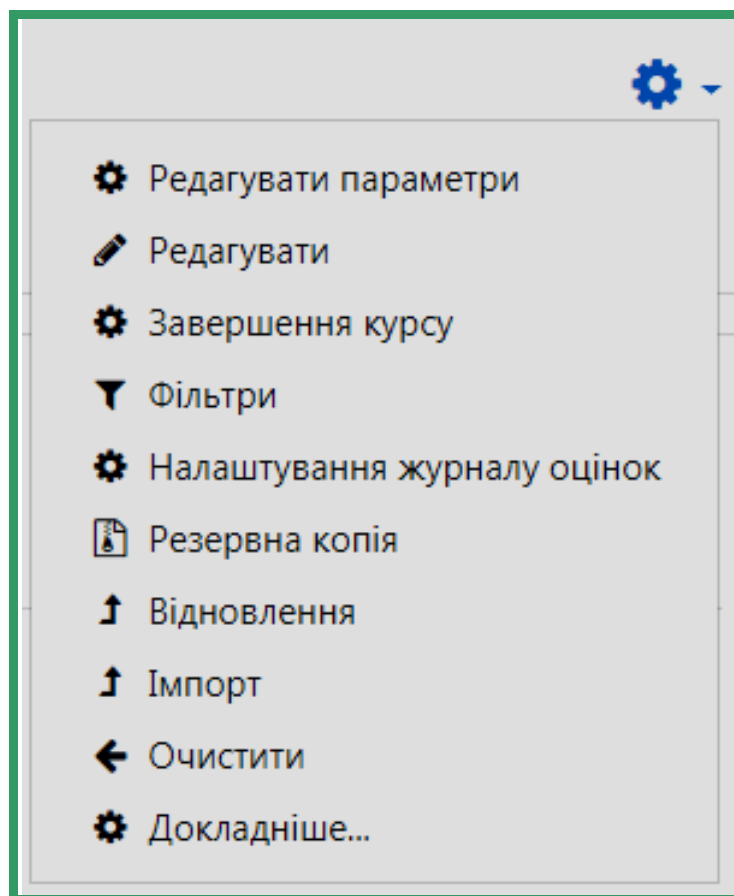 Редагувати параметри
Редагувати
Завершення курсу
Фільтри
Налаштування журналу оцінок
Резервна копія
Відновлення
Імпорт
Очистити
Докладніше...